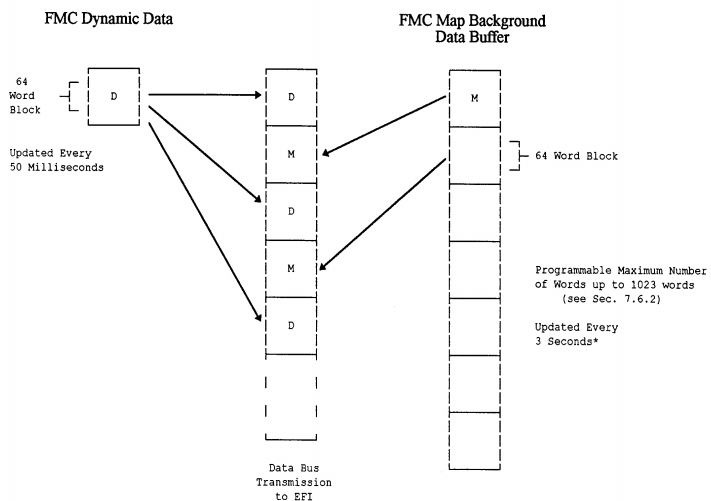 FMC Dynamic Data
FMC Map Background
Data Buffer
64
Word
Block
D
Updated Every
50 Milliseconds
D
M
D
M
D
Data Bus
Transmission
to EFI
M
64 Word Block
Programmable Maximum Number
of Words up to 1023 words
(see Sec. 7.6.2)
Updated Every
3 Seconds*